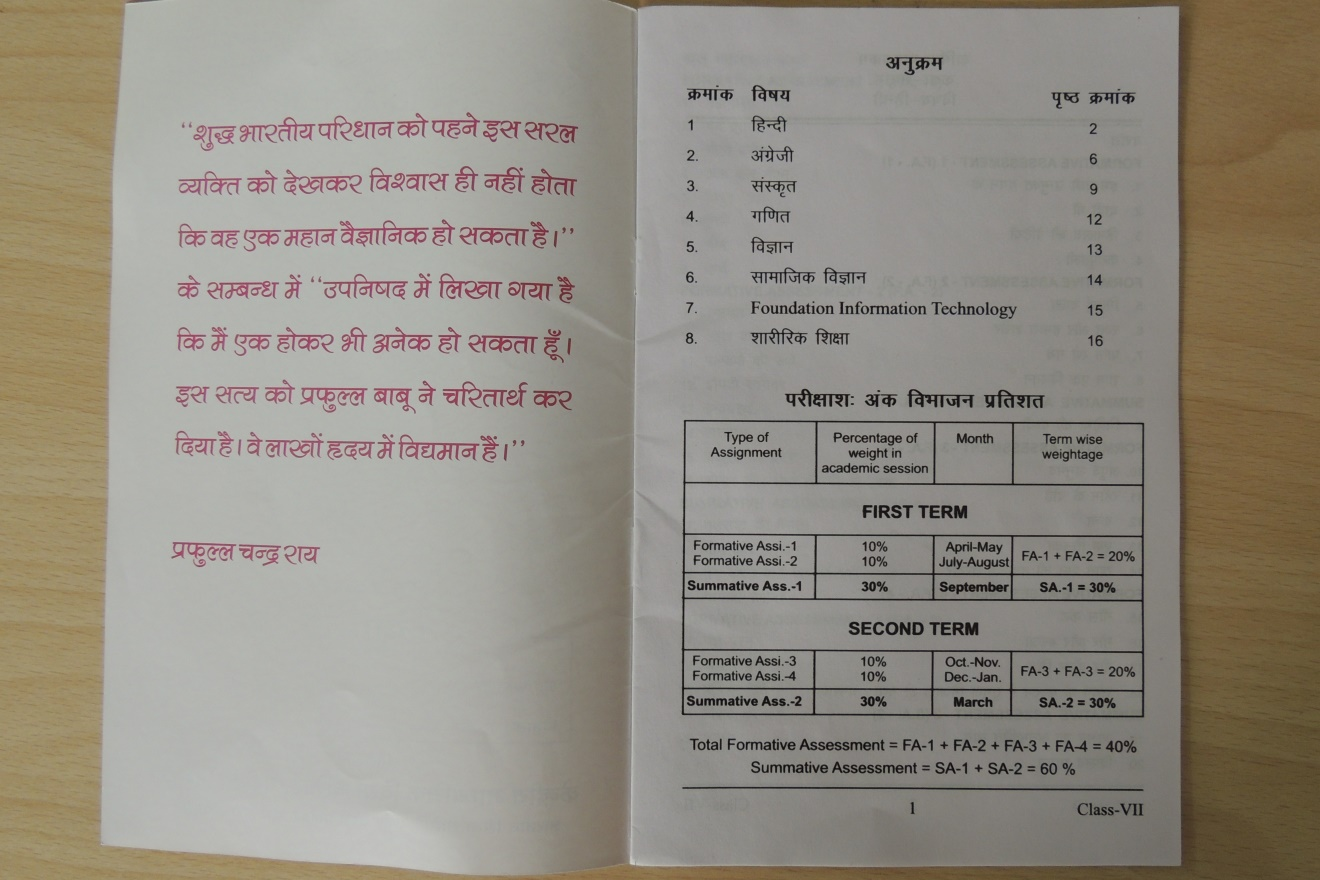 “शुद्ध भारतीय परिधान को पहने इस सरल
व्यक्ति को देखकर विश्वास ही नहीं होता
कि वह एक महान वैज्ञानिक हो सकता है।”
के सम्बन्ध में “उपनिषद में लिखा गया है
कि मैं एक होकर भी अनेक हो सकता हूँ।
इस सत्य को प्रफुल्ल बाबू ने चरितार्थ कर
दिया है। वे लाखों हृदय में विद्यमान हैं।”
प्रफुल्ल चन्द्र राय
अनुक्रम
क्रमांक विषय पृष्ठ क्रमांक
1 हिन्दी 2
2. अंग्रेजी 6
3. संस्कृत 9
4. गणित 12
5. विज्ञान 13
6. सामाजिक विज्ञान 14
7. Foundation Information Technology 15
8. शारीरिक शिक्षा 16
परीक्षाशः अंक विभाजन प्रतिशत
Type of Percentage of Month Term wise
Assignment weight in weightage
academic session
FIRST TERM
Formative Assi.-1 10% April-May
FA-1 + FA-2 = 20%
Formative Assi.-2 10% July-August
Summative Ass.-1 30% September SA.-1 = 30%
SECOND TERM
Formative Assi.-3 10% Oct.-Nov.
FA-3 + FA-3 = 20%
Formative Assi.-4 10% Dec.-Jan.
Summative Ass.-2 30% March SA.-2 = 30%
Total Formative Assessment = FA-1 + FA-2 + FA-3 + FA-4 = 40%
Summative Assessment = SA-1 + SA-2 = 60 %
1 Class-VII